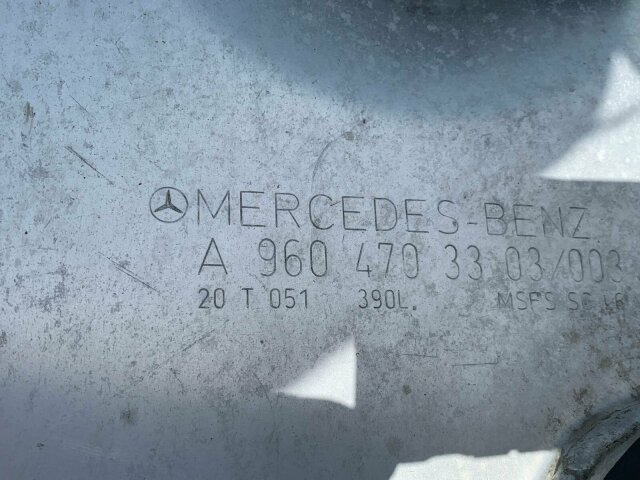 MERCEDES-BENZ
A 960 470 33 03/003
20 T 051 390L.